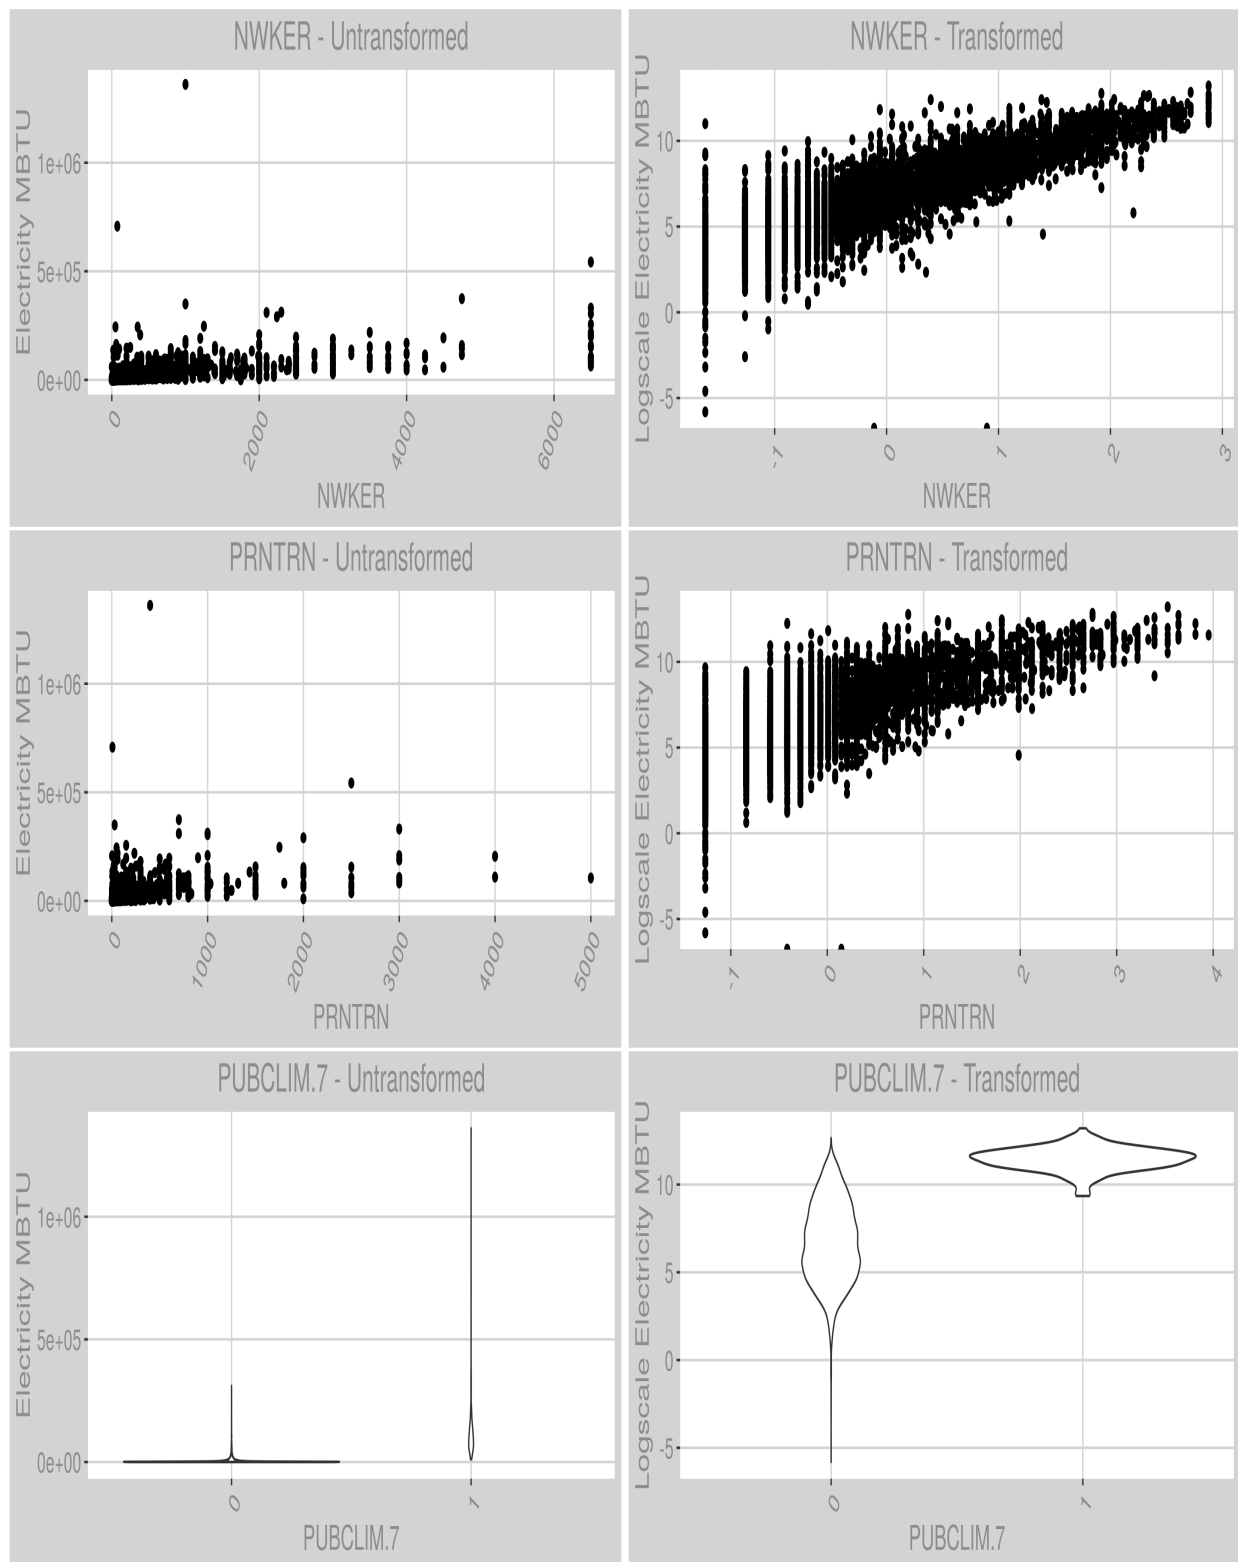 NWKER - Untransformed
Electricity MBTU
1e+06
5e+05
0e+00
0
2000
4000
6000
NWKER
NWKER - Transformed
Logscale Electricity MBTU
10
5
0
-5
-1
0
1
2
3
NWKER
PRNTRN - Untransformed
Electricity MBTU
1e+06
5e+05
0e+00
0
1000
2000
3000
4000
5000
PRNTRN
PRNTRN - Transformed
Logscale Electricity MBTU
10
5
0
-5
-1
0
1
2
3
4
PRNTRN
PUBCLIM.7 - Untransformed
Electricity MBTU
1e+06
5e+05
0e+00
0
1
PUBCLIM.7
PUBCLIM.7 - Transformed
Logscale Electricity MBTU
10
5
0
-5
0
1
PUBCLIM.7